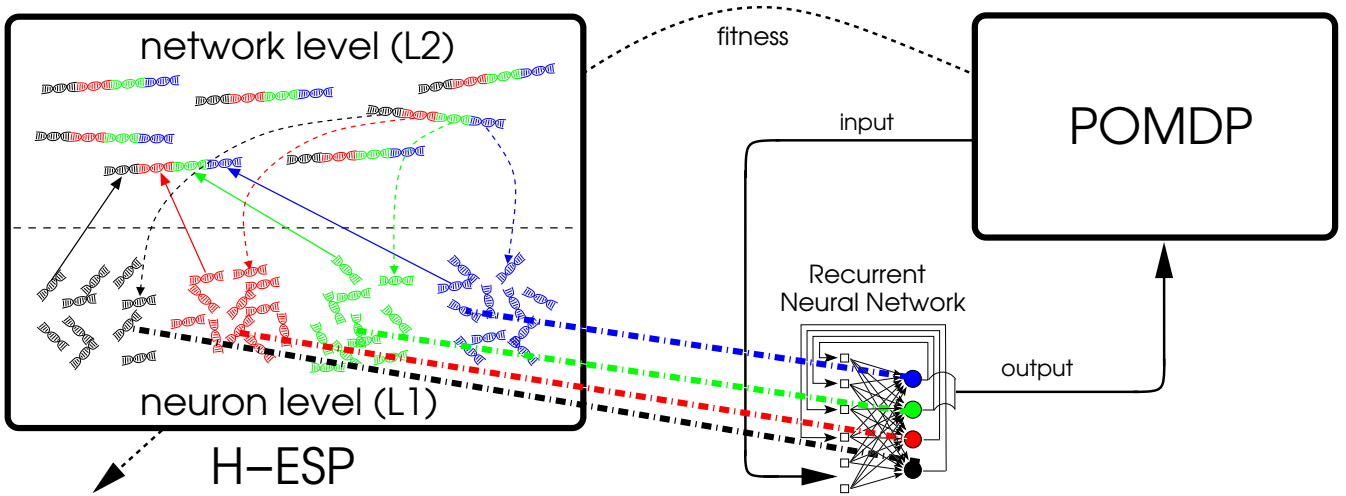 network level (L2)
fitness
input
POMDP
Recurrent
Neural Network
output
neuron level (L1)
H–ESP